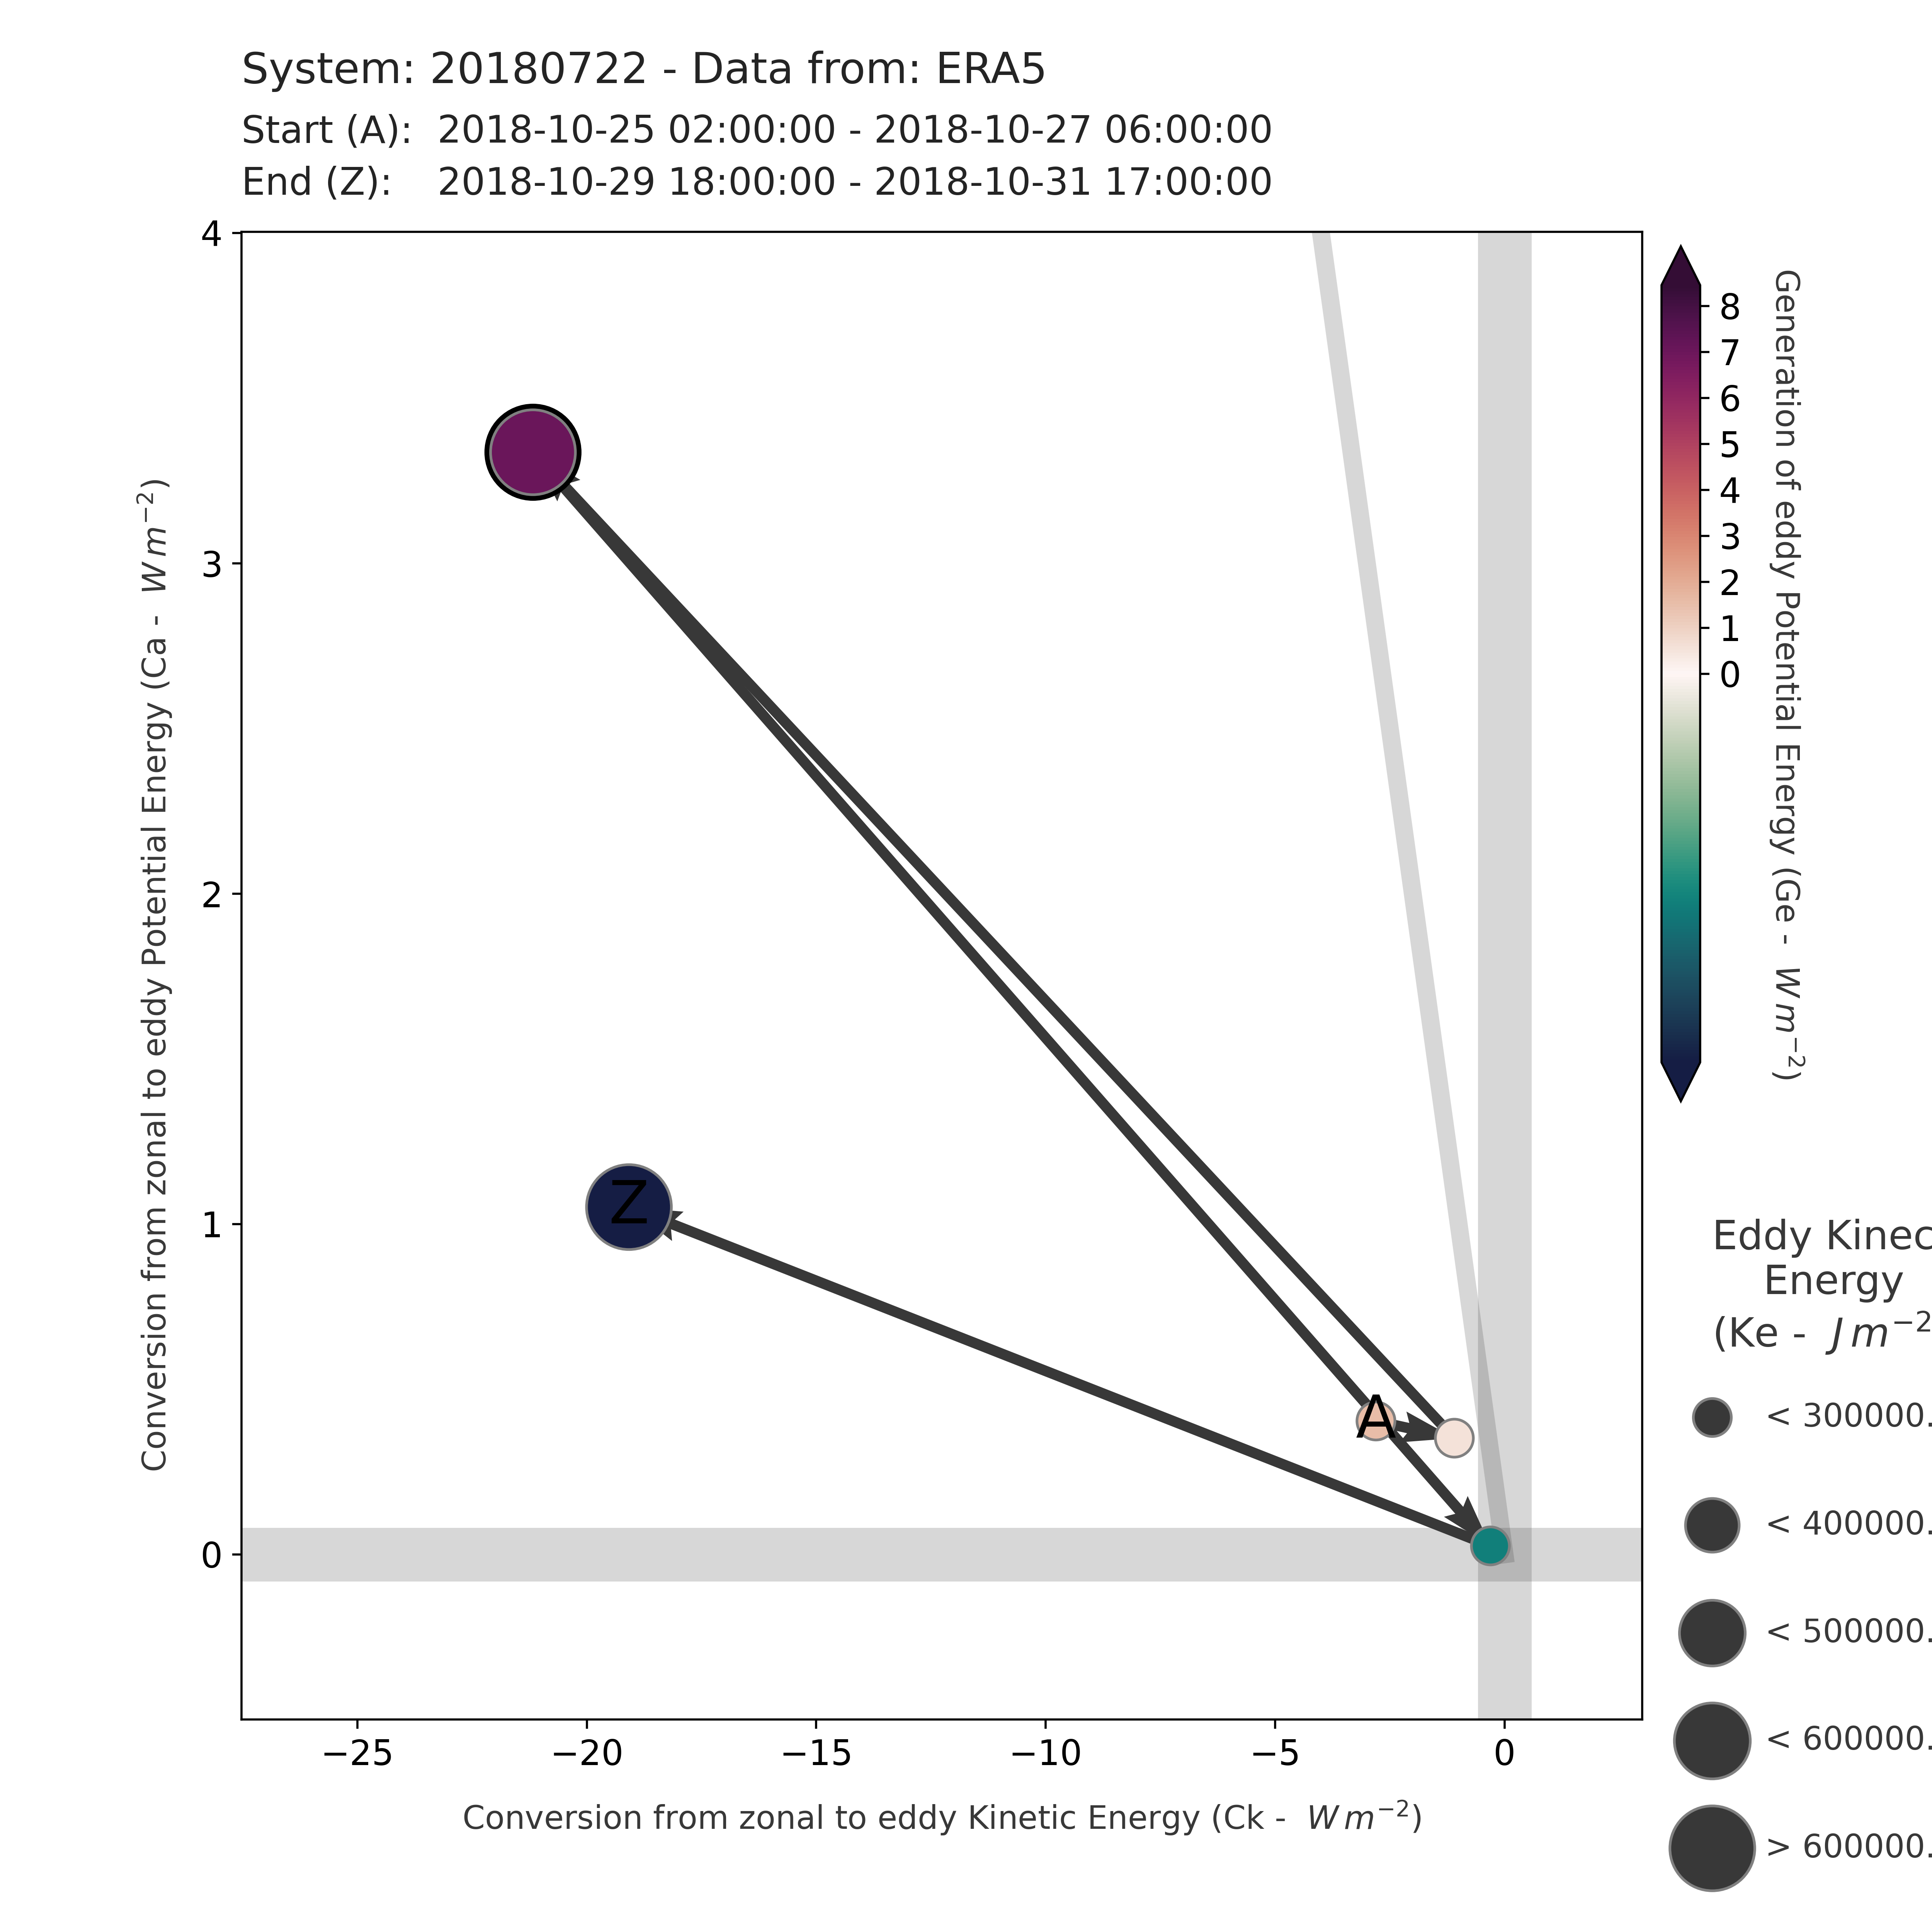 System: 20180722 - Data from: ERA5
Start (A): 2018-10-25 02:00:00 - 2018-10-27 06:00:00
End (Z): 2018-10-29 18:00:00 - 2018-10-31 17:00:00
4
3
2
1
0
Conversion from zonal to eddy Potential Energy (Ca - W m⁻²)
Z
A
−25
−20
−15
−10
−5
0
Conversion from zonal to eddy Kinetic Energy (Ck - W m⁻²)
8
7
6
5
4
3
2
1
0
Generation of eddy Potential Energy (Ge - W m⁻²)
Eddy Kinec
Energy
(Ke - J m⁻²
< 300000.
< 400000.
< 500000.
< 600000.
> 600000.